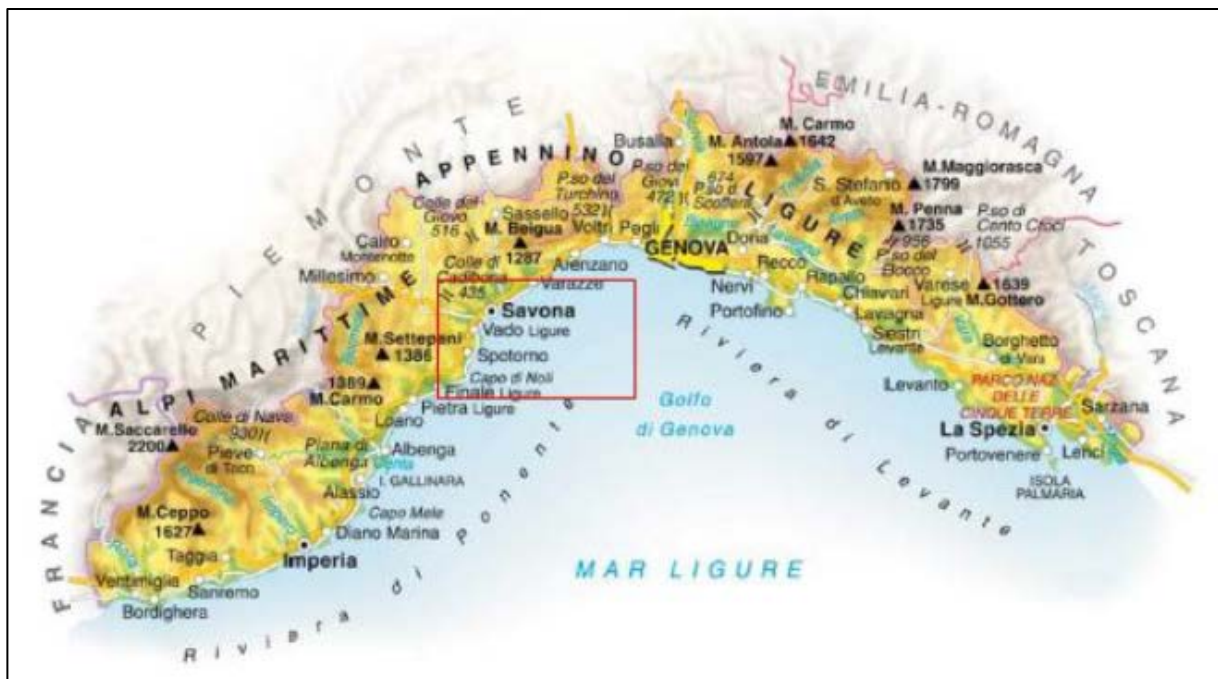 PIEMONTE
EMILIA-ROMAGNA
TOSCANA
FRANCIA
ALPI MARITTIME
APPENNINO
LIGURE
Busalla
M. Antola
1597
M. Carmo
1642
M.Maggiorasca
1799
S. Stefano
d'Aveto
M. Penna
1735
P.so di
Cento Croci
1055
P.so del
Turchino
532
P.so dei
Giovi
472
674
P.so d.
Scoffera
Colle del
Giovo
516
Sassello
M. Beigua
1287
Voltri
Pegli
GENOVA
Doria
956
P.so del
Bocco
Cairo
Montenotte
Millesimo
Colle di
Cadibona
435
Arenzano
Varazze
Recco
Rapallo
Nervi
Portofino
Chiavari
Lavagna
Sestri
Levante
Varese
Ligure
1639
M.Gottero
Savona
Vado Ligure
Spotorno
Capo di Noli
Finale Ligure
Pietra Ligure
M.Settepani
1386
1389
M.Carmo
Loano
Borghetto
di Vara
Levanto
PARCO NAZ.
DELLE
CINQUE TERRE
Sarzana
La Spezia
Lerici
Portovenere
ISOLA
PALMARIA
Golfo
di Genova
Colle di Nava
930
M.Saccarello
2200
Pieve
di Teco
Piana di
Albenga
Albenga
I. GALLINARA
Alassio
Capo Mele
Diano Marina
Imperia
M.Ceppo
1627
Taggia
Ventimiglia
Sanremo
Bordighera
Riviera di Ponente
Riviera di Levante
MAR LIGURE